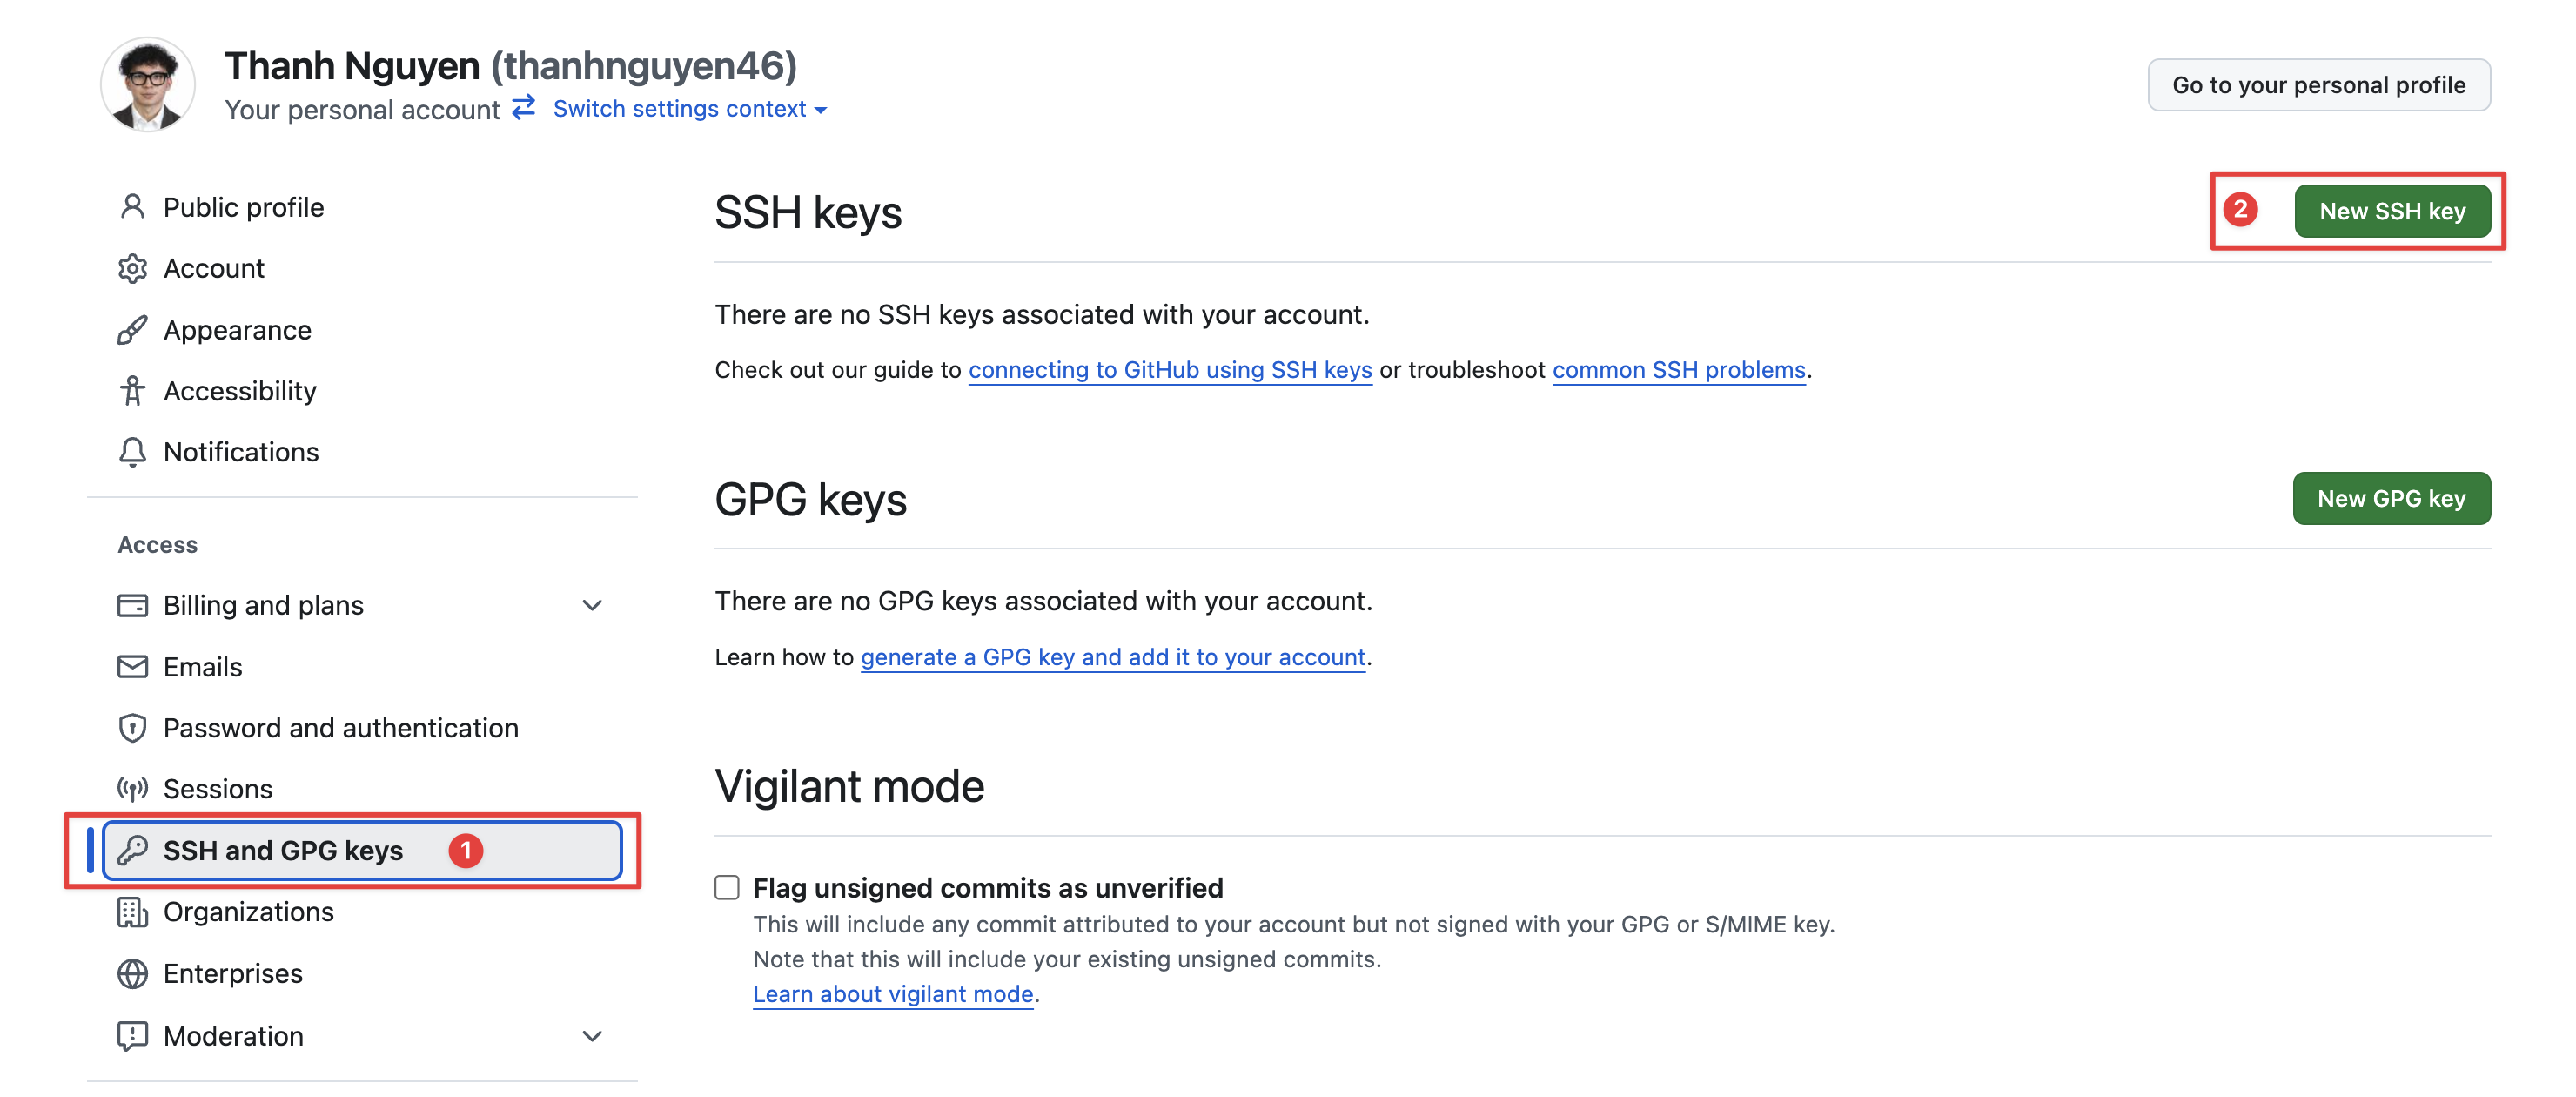 Thanh Nguyen (thanhnguyen46)
Your personal account Switch settings context
Go to your personal profile
Public profile
Account
Appearance
Accessibility
Notifications
Access
Billing and plans
Emails
Password and authentication
Sessions
SSH and GPG keys 1
Organizations
Enterprises
Moderation
SSH keys
2 New SSH key
There are no SSH keys associated with your account.
Check out our guide to connecting to GitHub using SSH keys or troubleshoot common SSH problems.
GPG keys
New GPG key
There are no GPG keys associated with your account.
Learn how to generate a GPG key and add it to your account.
Vigilant mode
Flag unsigned commits as unverified
This will include any commit attributed to your account but not signed with your GPG or S/MIME key.
Note that this will include your existing unsigned commits.
Learn about vigilant mode.